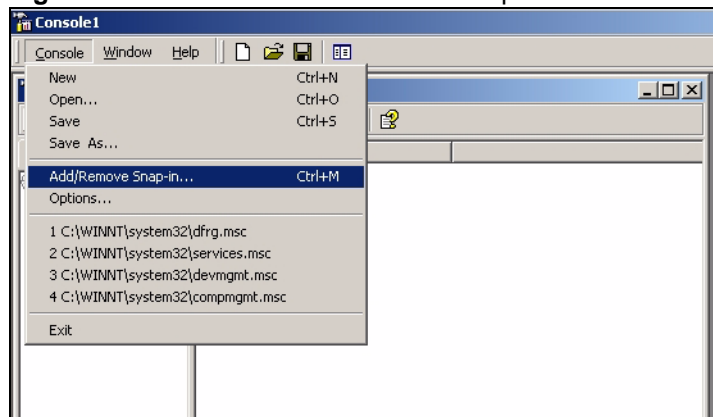 Console1
Console Window Help
New Ctrl+N
Open... Ctrl+O
Save Ctrl+S
Save As...
Add/Remove Snap-in... Ctrl+M
Options...
1 C:\WINNT\system32\dfrg.msc
2 C:\WINNT\system32\services.msc
3 C:\WINNT\system32\devmgmt.msc
4 C:\WINNT\system32\compmgmt.msc
Exit